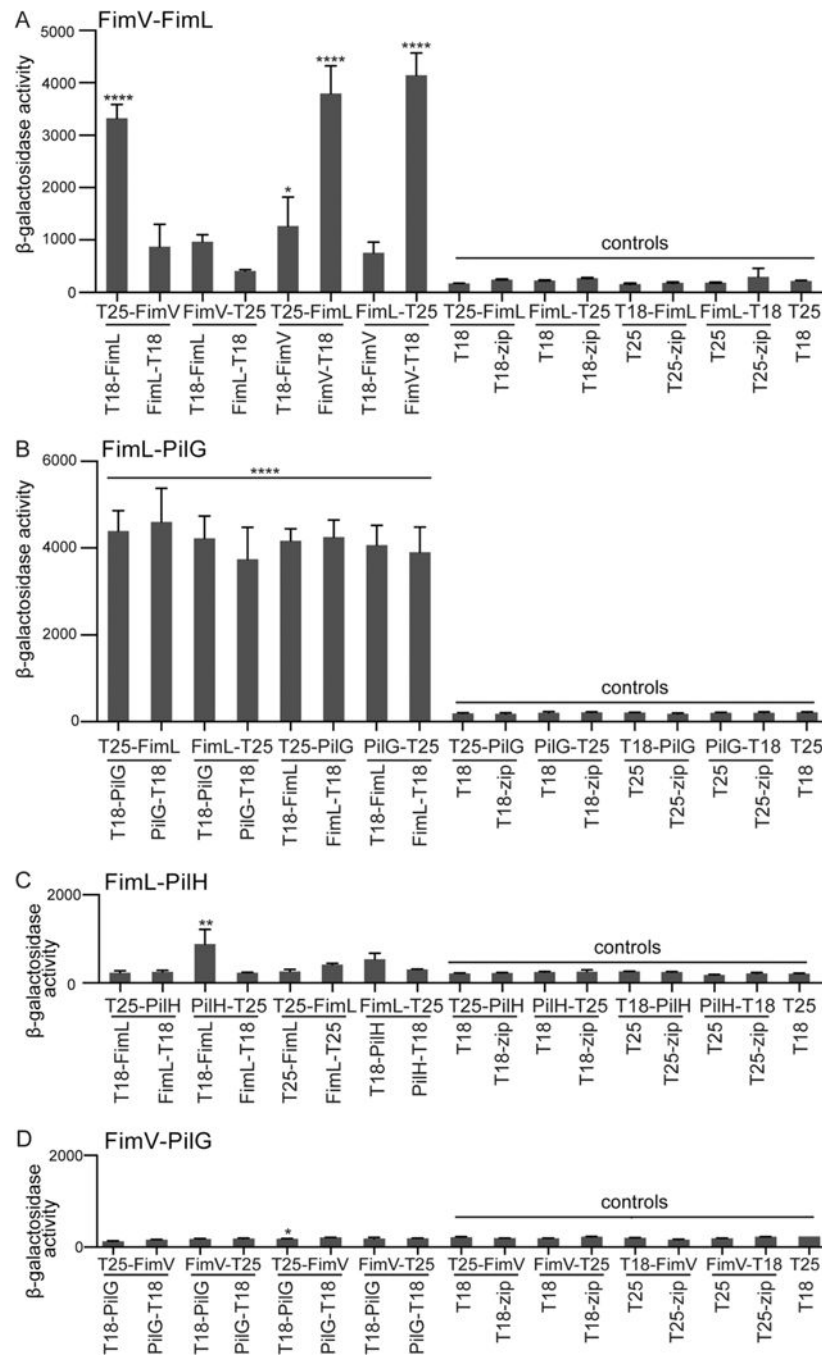 A FimV-FimL
β-galactosidase activity
5000
4000
3000
2000
1000
0
**** * **** ****
controls
T25-FimV FimV-T25 T25-FimL FimL-T25 T25-FimL FimL-T25 T18-FimL FimL-T18 T25
T18-FimL FimL-T18 T18-FimL FimL-T18 T18-FimV FimV-T18 T18-FimV FimV-T18 T18 T18-zip T18 T18-zip T25 T25-zip T25 T25-zip T18
B FimL-PilG
β-galactosidase activity
6000
4000
2000
0
****
controls
T25-FimL FimL-T25 T25-PilG PilG-T25 T25-PilG PilG-T25 T18-PilG PilG-T18 T25
T18-PilG PilG-T18 T18-PilG PilG-T18 T18-FimL FimL-T18 T18-FimL FimL-T18 T18 T18-zip T18 T18-zip T25 T25-zip T25 T25-zip T18
C FimL-PilH
β-galactosidase
activity
2000
0
**
controls
T25-PilH PilH-T25 T25-FimL FimL-T25 T25-PilH PilH-T25 T18-PilH PilH-T18 T25
T18-FimL FimL-T18 T18-FimL FimL-T18 T25-FimL FimL-T25 T18-PilH PilH-T18 T18 T18-zip T18 T18-zip T25 T25-zip T25 T25-zip T18
D FimV-PilG
β-galactosidase
activity
2000
0
*
controls
T25-FimV FimV-T25 T25-FimV FimV-T25 T25-FimV FimV-T25 T18-FimV FimV-T18 T25
T18-PilG PilG-T18 T18-PilG PilG-T18 T18-PilG PilG-T18 T18-PilG PilG-T18 T18 T18-zip T18 T18-zip T25 T25-zip T25 T25-zip T18